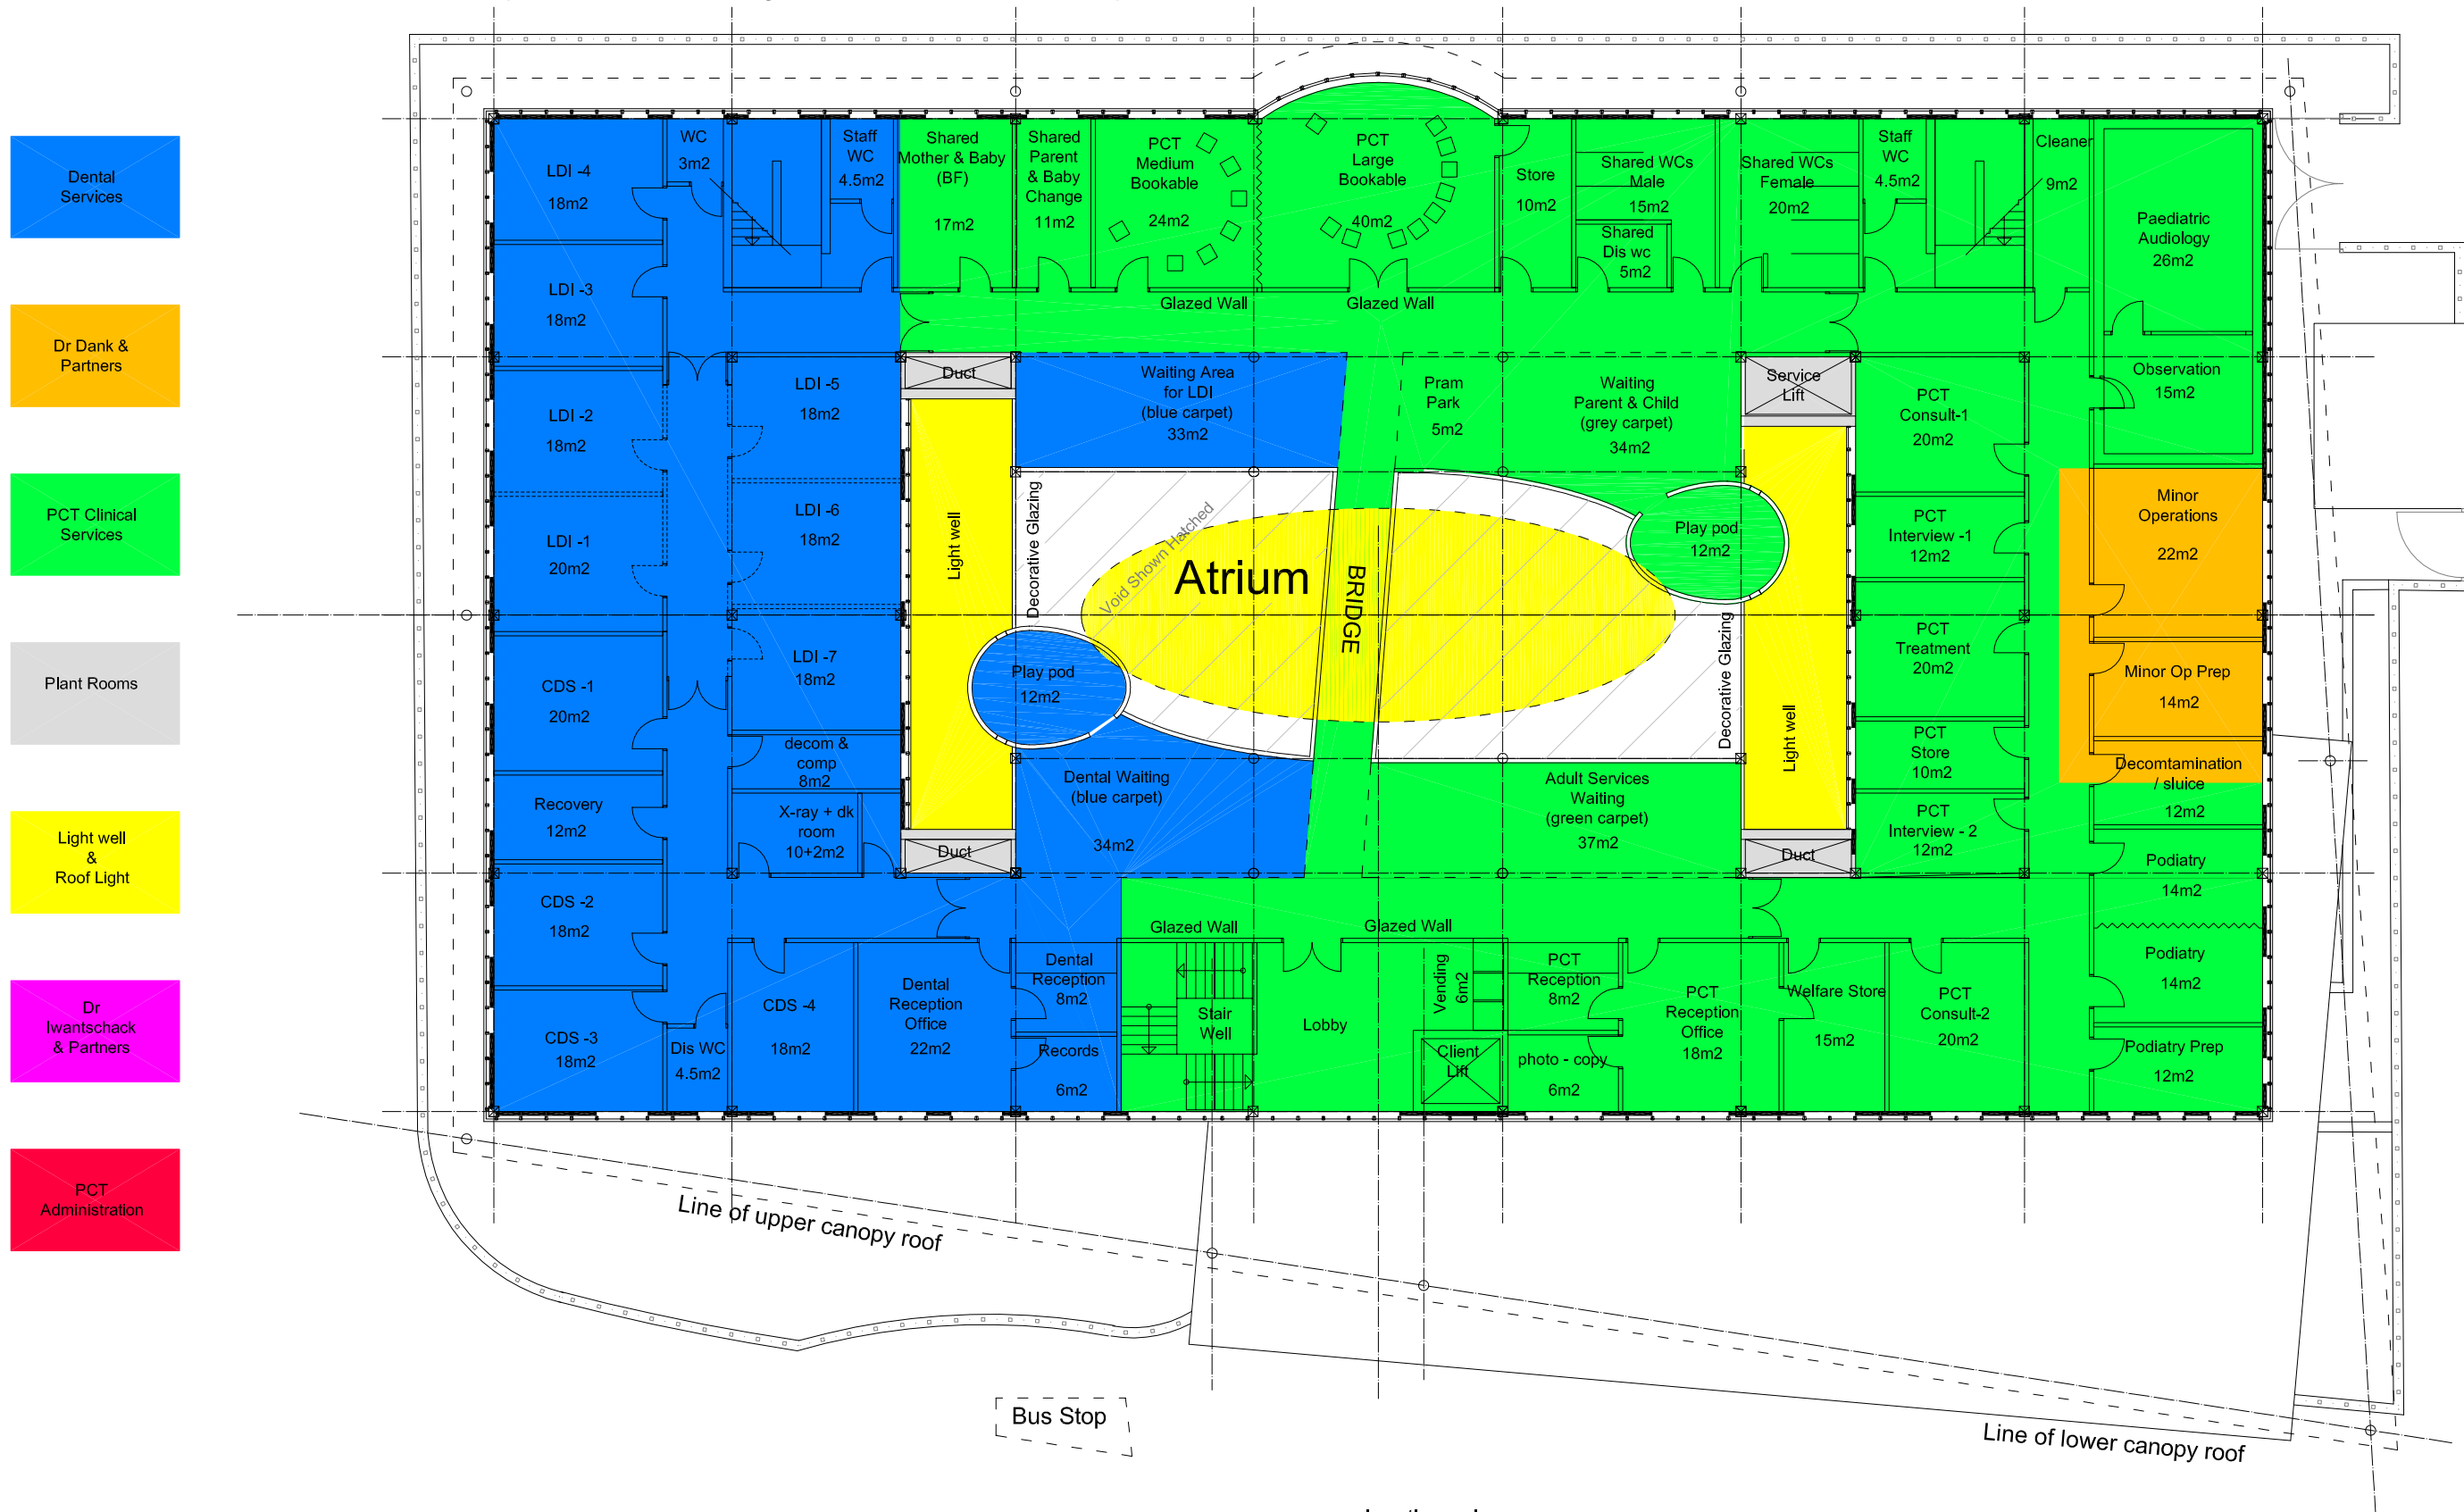 Dental
Services
Dr Dank &
Partners
PCT Clinical
Services
Plant Rooms
Light well
&
Roof Light
Dr
Iwantschack
& Partners
PCT
Administration
LDI -4
18m2
WC
3m2
Staff
WC
4.5m2
Shared
Mother & Baby
(BF)
17m2
Shared
Parent
& Baby
Change
11m2
PCT
Medium
Bookable
24m2
PCT
Large
Bookable
40m2
Store
10m2
Shared WCs
Male
15m2
Shared
Dis wc
5m2
Shared WCs
Female
20m2
Staff
WC
4.5m2
Cleaner
9m2
Paediatric
Audiology
26m2
LDI -3
18m2
Glazed Wall
Glazed Wall
LDI -2
18m2
LDI -5
18m2
Duct
Waiting Area
for LDI
(blue carpet)
33m2
Pram
Park
5m2
Waiting
Parent & Child
(grey carpet)
34m2
Service
Lift
PCT
Consult-1
20m2
Observation
15m2
LDI -1
20m2
LDI -6
18m2
Light well
Decorative Glazing
Void Shown Hatched
Atrium
BRIDGE
Play pod
12m2
PCT
Interview -1
12m2
Minor
Operations
22m2
CDS -1
20m2
LDI -7
18m2
Play pod
12m2
Decorative Glazing
Light well
PCT
Treatment
20m2
Minor Op Prep
14m2
decom &
comp
8m2
PCT
Store
10m2
Decomtamination
/ sluice
12m2
Recovery
12m2
X-ray + dk
room
10+2m2
Duct
Dental Waiting
(blue carpet)
34m2
Adult Services
Waiting
(green carpet)
37m2
Duct
PCT
Interview - 2
12m2
Podiatry
14m2
CDS -2
18m2
Glazed Wall
Glazed Wall
Podiatry
14m2
CDS -3
18m2
Dis WC
4.5m2
CDS -4
18m2
Dental
Reception
Office
22m2
Dental
Reception
8m2
Records
6m2
Stair
Well
Lobby
Vending
6m2
Client
Lift
PCT
Reception
8m2
photo - copy
6m2
PCT
Reception
Office
18m2
Welfare Store
15m2
PCT
Consult-2
20m2
Podiatry Prep
12m2
Line of upper canopy roof
Bus Stop
Line of lower canopy roof